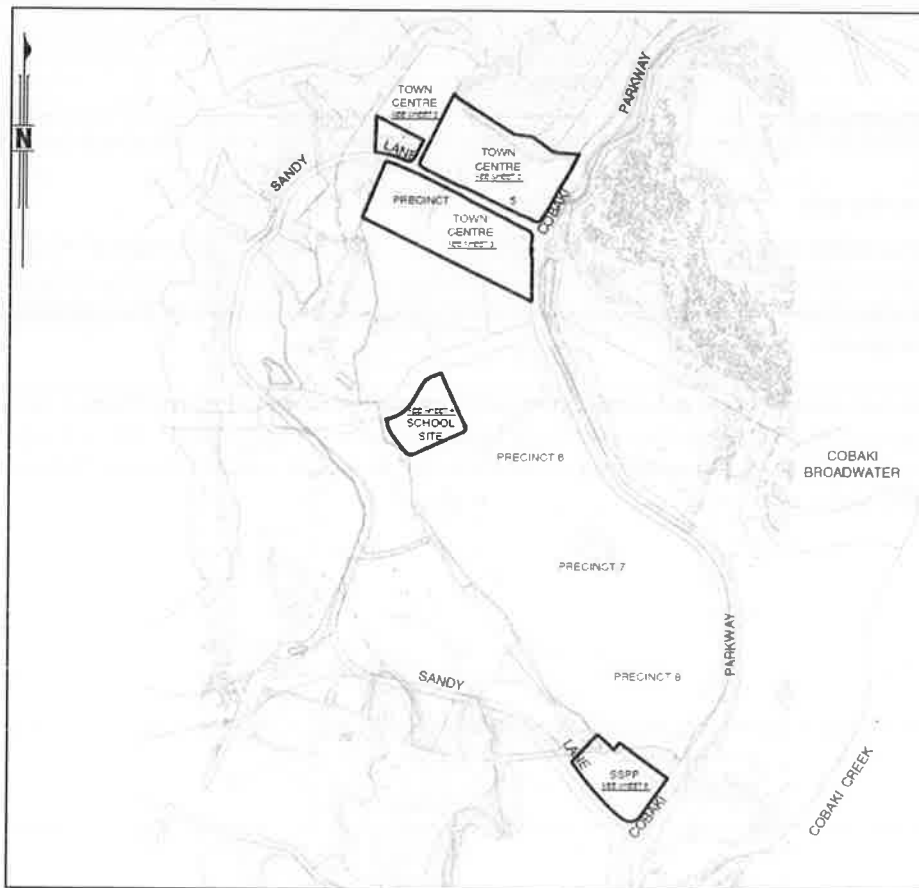 TOWN
CENTRE
PARKWAY
N
LANE
SANDY
TOWN
CENTRE
PRECINCT 5
COBAKI
TOWN
CENTRE
SCHOOL
SITE
PRECINCT 6
COBAKI
BROADWATER
PRECINCT 7
PARKWAY
PRECINCT 8
SANDY
LANE
SSPP
COBAKI
COBAKI CREEK